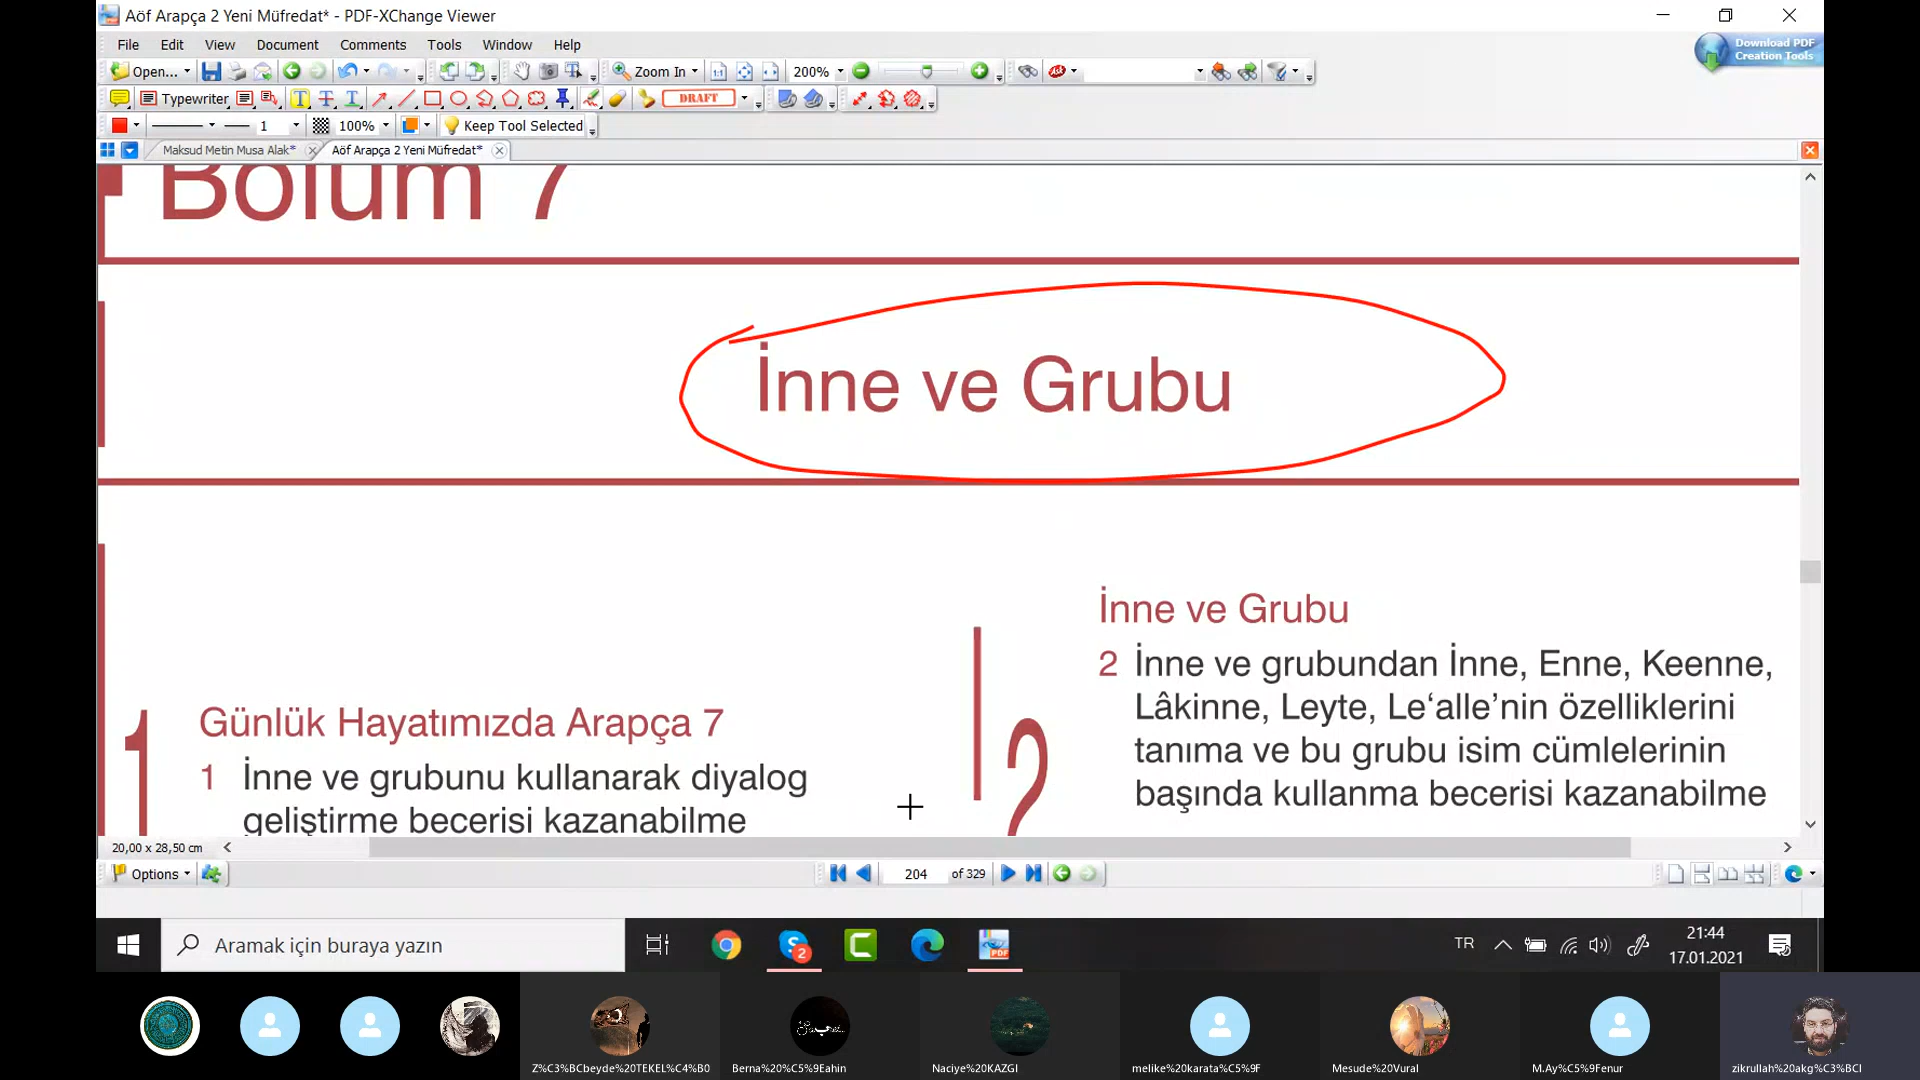 Aöf Arapça 2 Yeni Müfredat* - PDF-XChange Viewer
File Edit View Document Comments Tools Window Help
Download PDF
Creation Tools
Open...
Zoom In
200%
Typewriter
DRAFT
1
100%
Keep Tool Selected
Maksud Metin Musa Alak*
Aöf Arapça 2 Yeni Müfredat*
Bölüm 7
İnne ve Grubu
Günlük Hayatımızda Arapça 7
1
1 İnne ve grubunu kullanarak diyalog
geliştirme becerisi kazanabilme
İnne ve Grubu
2
2 İnne ve grubundan İnne, Enne, Keenne,
Lâkinne, Leyte, Le‘alle’nin özelliklerini
tanıma ve bu grubu isim cümlelerinin
başında kullanma becerisi kazanabilme
20,00 x 28,50 cm
Options
204 of 329
Aramak için buraya yazın
2
PDF
TR
21:44
17.01.2021
Z%C3%BCbeyde%20TEKEL%C4%B0
Berna%20%C5%9Eahin
Naciye%20KAZGI
melike%20karata%C5%9F
Mesude%20Vural
M.Ay%C5%9Fenur
zikrullah%20akg%C3%BCl